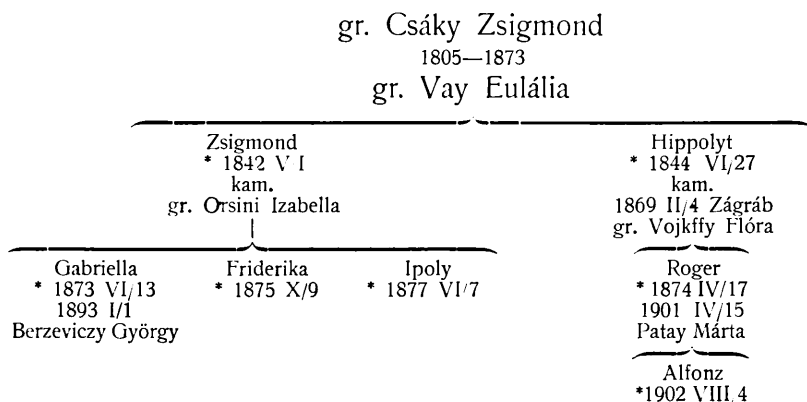 gr. Csáky Zsigmond
1805—1873
gr. Vay Eulália
Zsigmond
* 1842 V I
kam.
gr. Orsini Izabella
Hippolyt
* 1844 VI/27
kam.
1869 II/4 Zágráb
gr. Vojkffy Flóra
Gabriella
* 1873 VI/13
1893 I/1
Berzeviczy György
Friderika
* 1875 X/9
Ipoly
* 1877 VI/7
Roger
* 1874 IV/17
1901 IV/15
Patay Márta
Alfonz
*1902 VIII/4